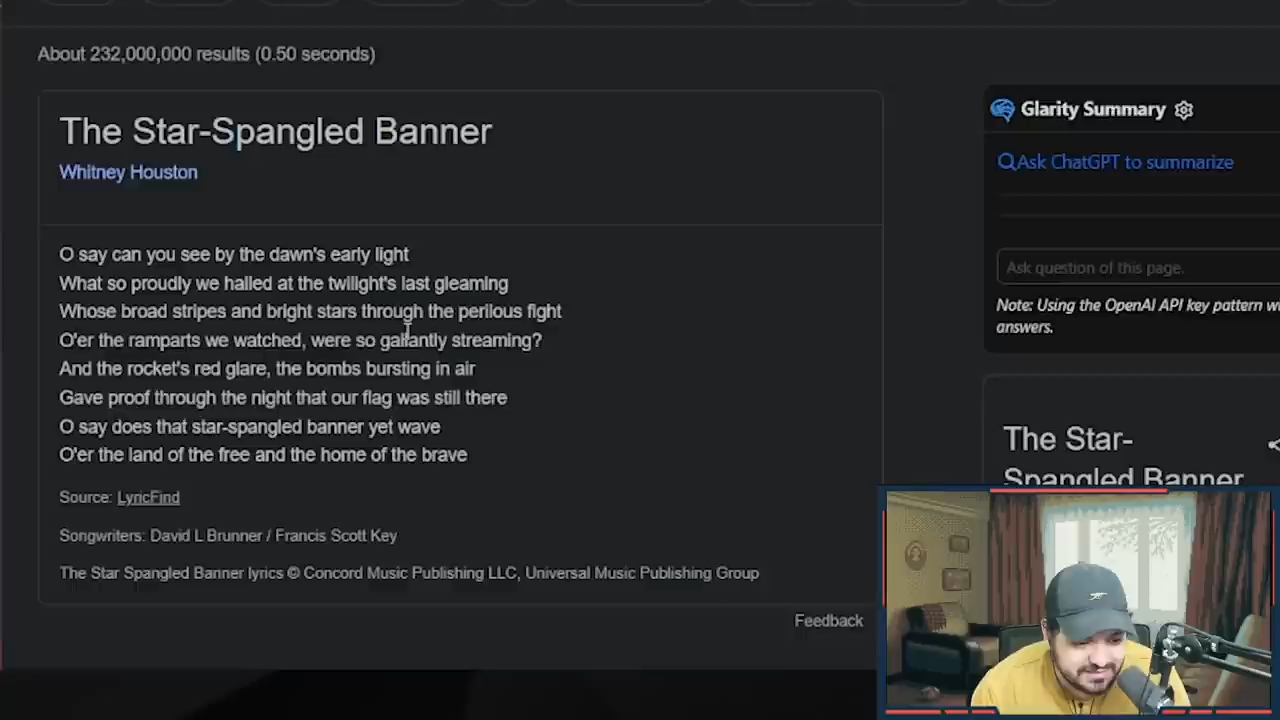 About 232,000,000 results (0.50 seconds)
The Star-Spangled Banner
Whitney Houston
O say can you see by the dawn's early light
What so proudly we hailed at the twilight's last gleaming
Whose broad stripes and bright stars through the perilous fight
O'er the ramparts we watched, were so gallantly streaming?
And the rocket's red glare, the bombs bursting in air
Gave proof through the night that our flag was still there
O say does that star-spangled banner yet wave
O'er the land of the free and the home of the brave
Source: LyricFind
Songwriters: David L Brunner / Francis Scott Key
The Star Spangled Banner lyrics © Concord Music Publishing LLC, Universal Music Publishing Group
Feedback
Glarity Summary
Ask ChatGPT to summarize
Ask question of this page.
Note: Using the OpenAI API key pattern
answers.
The Star-
Spangled Banner